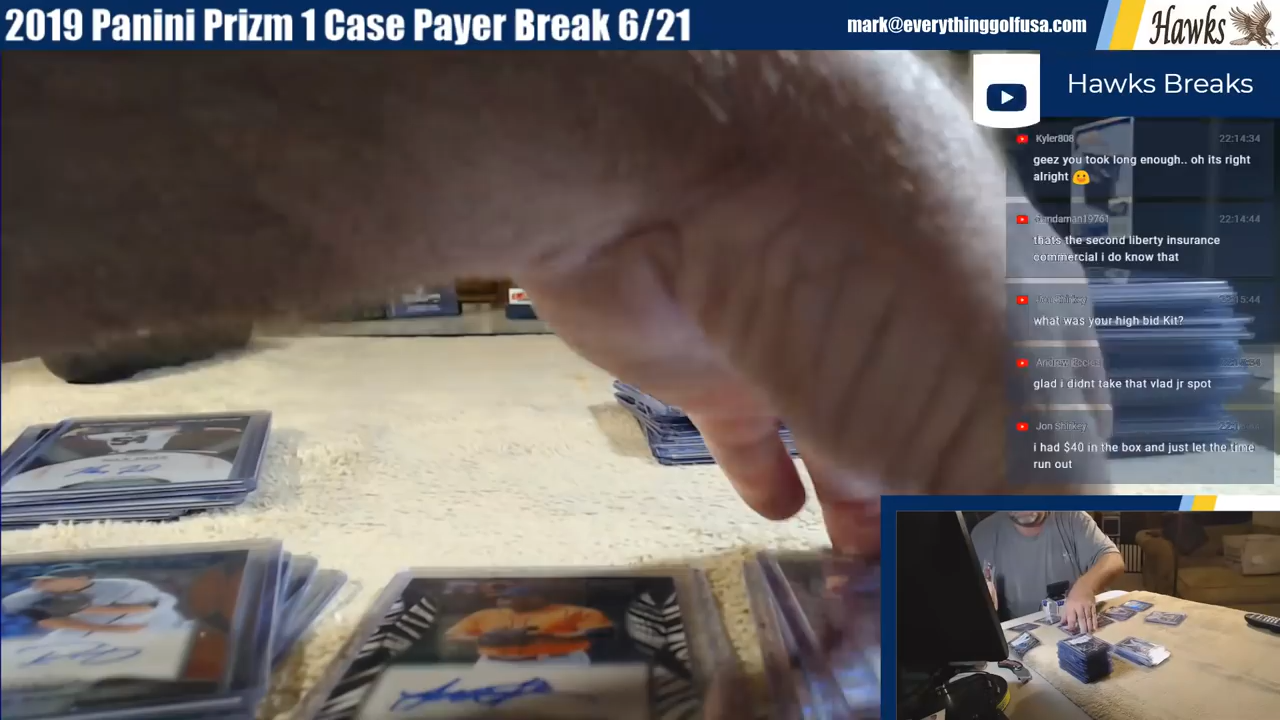 2019 Panini Prizm 1 Case Payer Break 6/21
mark@everythinggolfusa.com
Hawks
Hawks Breaks
Kyler808
22:14:34
geez you took long enough.. oh its right
alright
22:14:44
thats the second liberty insurance
commercial i do know that
what was your high bid Kit?
glad i didnt take that vlad jr spot
Jon Shirkey
i had $40 in the box and just let the time
run out